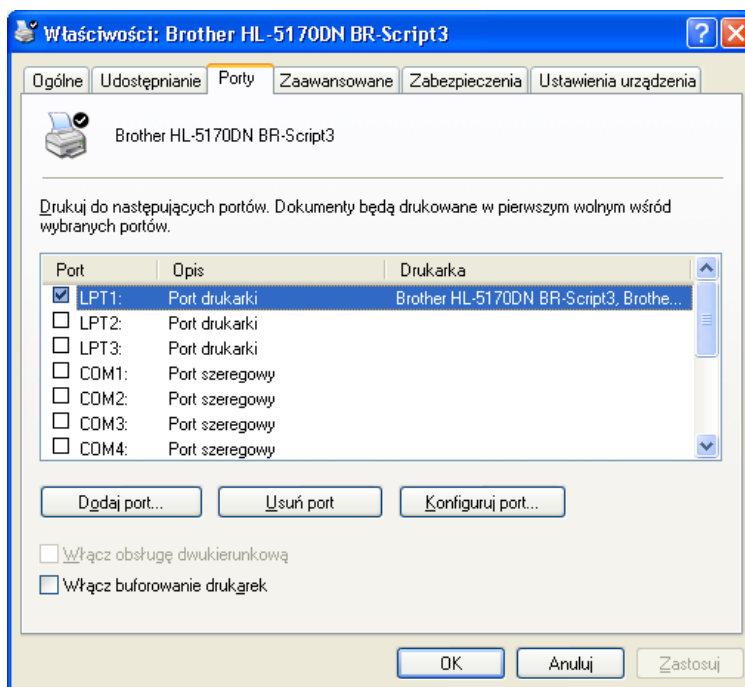 Właściwości: Brother HL-5170DN BR-Script3
Ogólne Udostępnianie Porty Zaawansowane Zabezpieczenia Ustawienia urządzenia
Brother HL-5170DN BR-Script3
Drukuj do następujących portów. Dokumenty będą drukowane w pierwszym wolnym wśród
wybranych portów.
Port Opis Drukarka
LPT1: Port drukarki Brother HL-5170DN BR-Script3, Brothe...
LPT2: Port drukarki
LPT3: Port drukarki
COM1: Port szeregowy
COM2: Port szeregowy
COM3: Port szeregowy
COM4: Port szeregowy
Dodaj port... Usuń port Konfiguruj port...
Włącz obsługę dwukierunkową
Włącz buforowanie drukarek
OK Anuluj Zastosuj